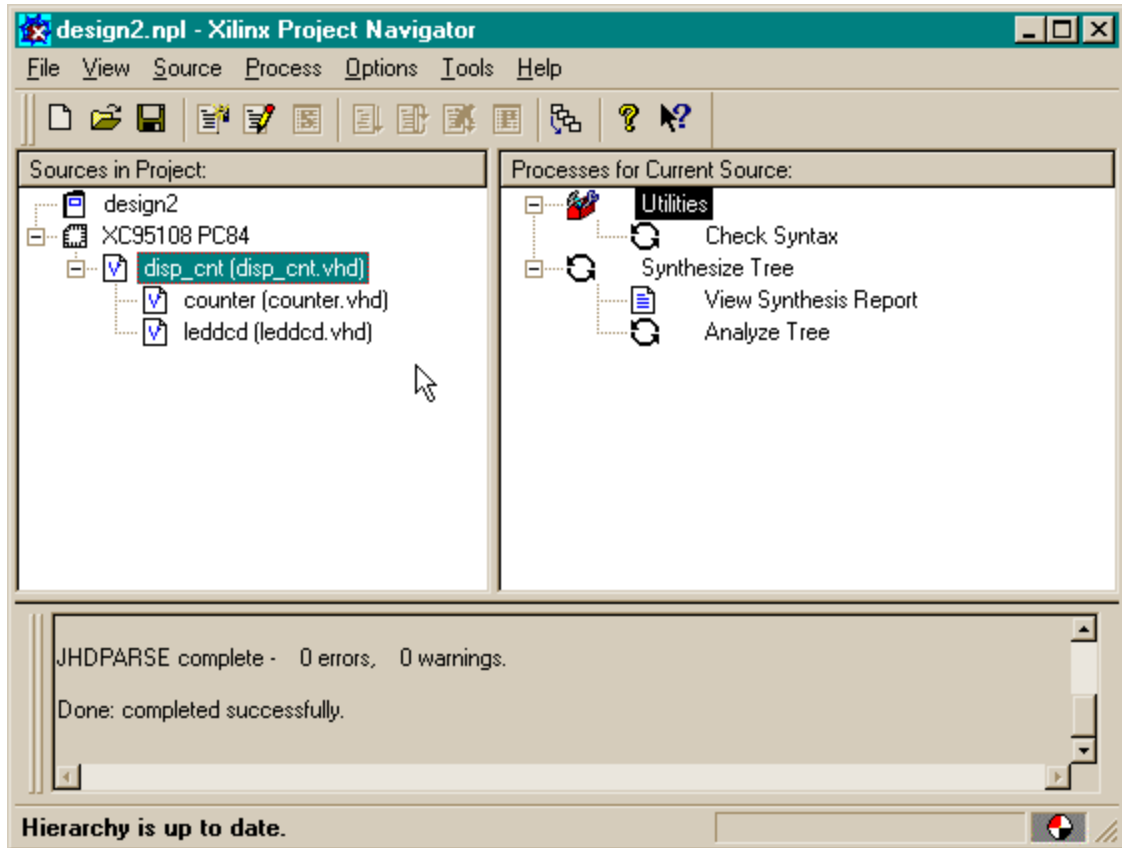 design2.npl - Xilinx Project Navigator
File View Source Process Options Tools Help
Sources in Project:
design2
XC95108 PC84
disp_cnt (disp_cnt.vhd)
counter (counter.vhd)
leddcd (leddcd.vhd)
Processes for Current Source:
Utilities
Check Syntax
Synthesize Tree
View Synthesis Report
Analyze Tree
JHDPARSE complete - 0 errors, 0 warnings.
Done: completed successfully.
Hierarchy is up to date.